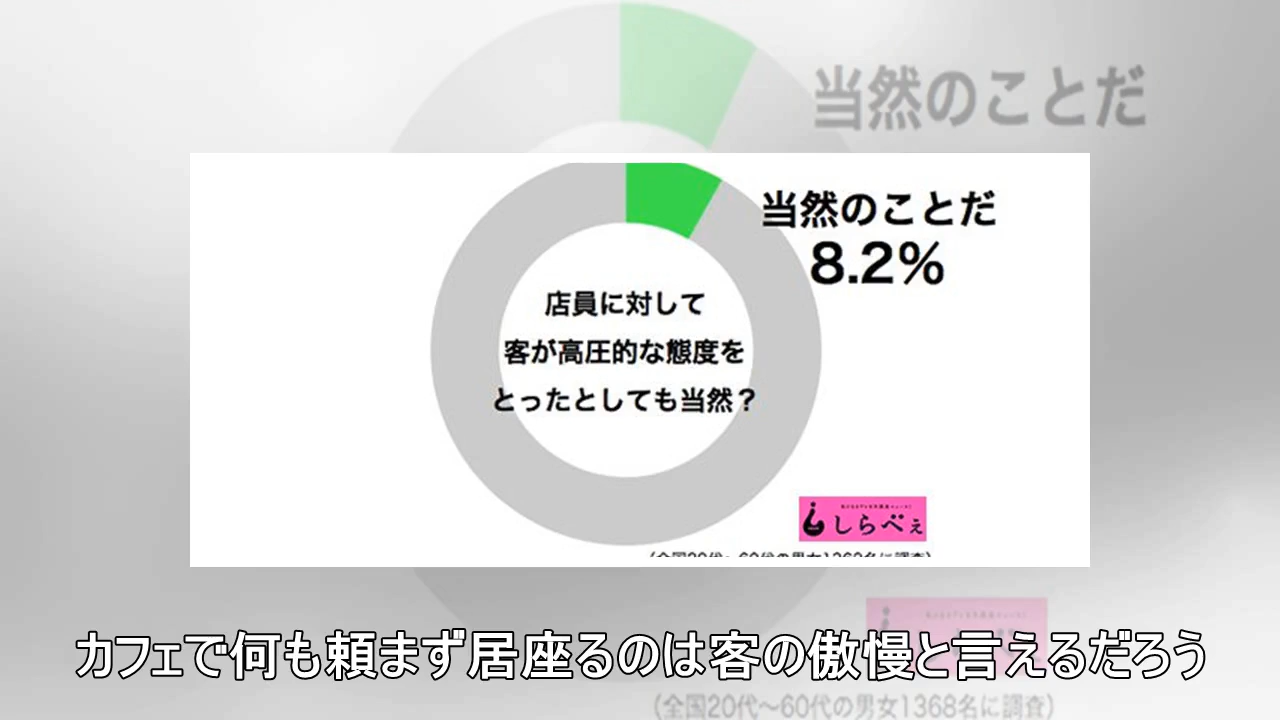 当然のことだ
当然のことだ
8.2%
店員に対して
客が高圧的な態度を
とったとしても当然？
しらべぇ
カフェで何も頼まず居座るのは客の傲慢と言えるだろう
(全国20代〜60代の男女1368名に調査)